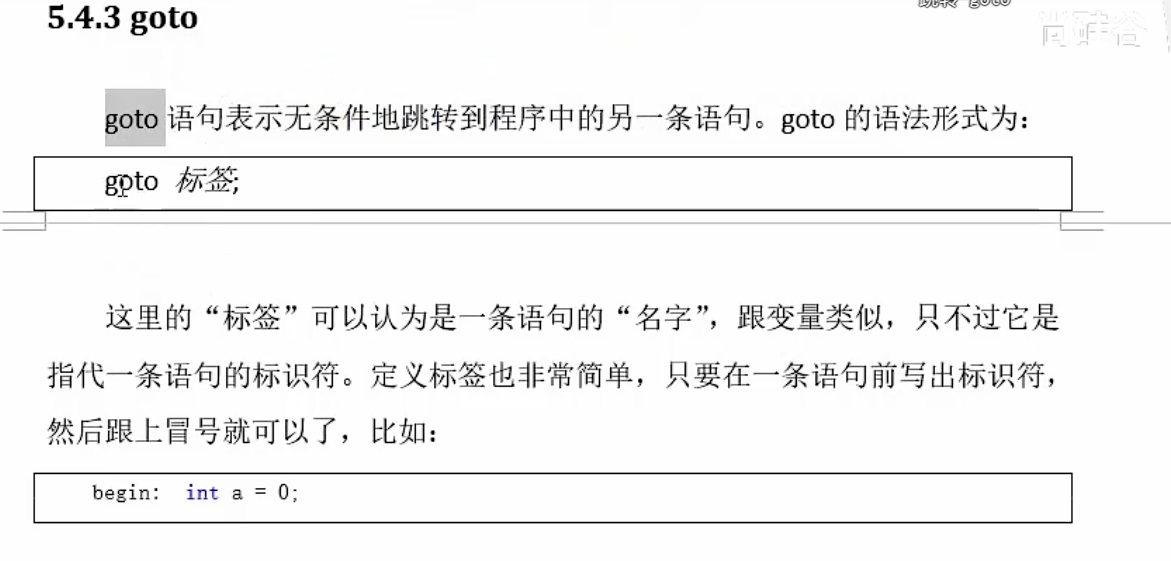 5.4.3 goto
尚硅谷
goto 语句表示无条件地跳转到程序中的另一条语句。goto 的语法形式为：
goto 标签;
这里的“标签”可以认为是一条语句的“名字”，跟变量类似，只不过它是
指代一条语句的标识符。定义标签也非常简单，只要在一条语句前写出标识符，
然后跟上冒号就可以了，比如：
begin: int a = 0;